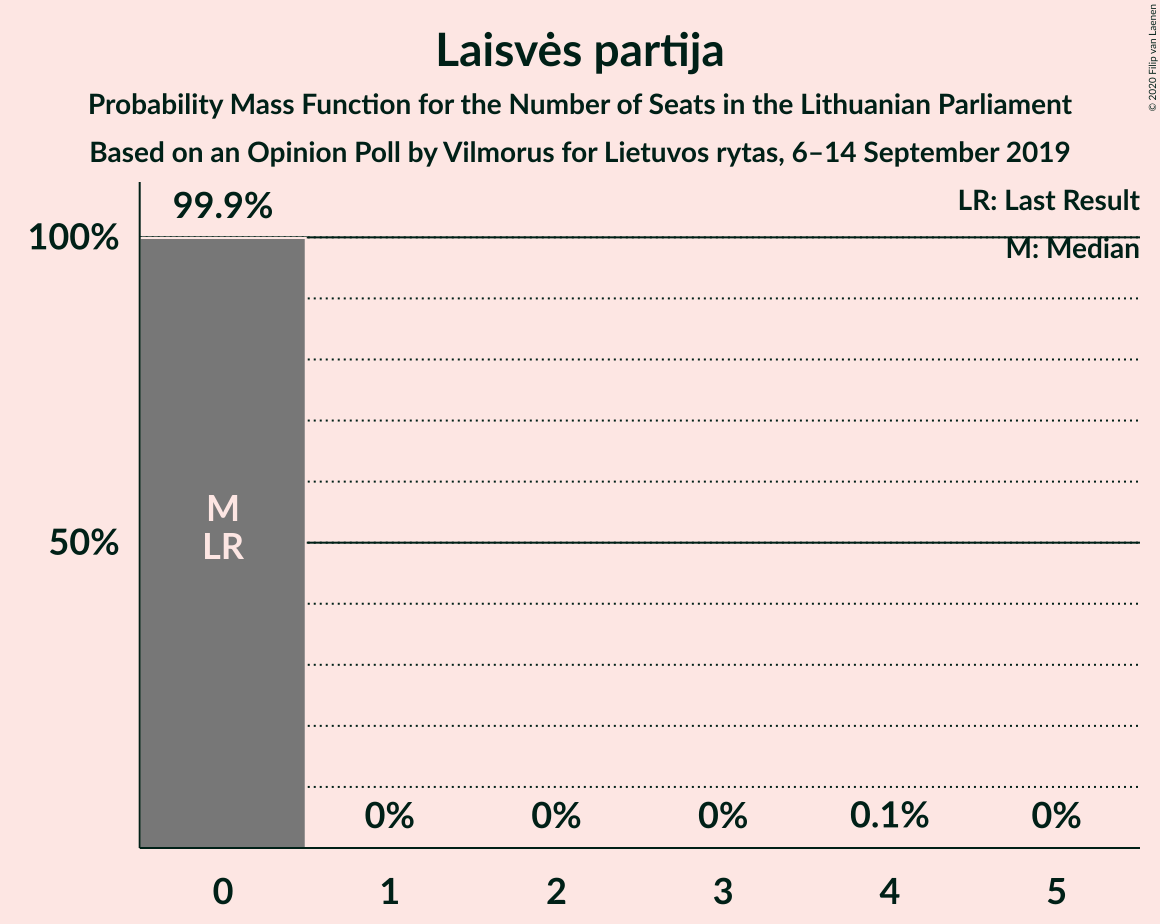 Laisvės partija
Probability Mass Function for the Number of Seats in the Lithuanian Parliament
Based on an Opinion Poll by Vilmorus for Lietuvos rytas, 6–14 September 2019
© 2020 Filip van Laenen
LR: Last Result
M: Median
99.9%
100%
50%
M
LR
0%
0%
0%
0.1%
0%
0
1
2
3
4
5